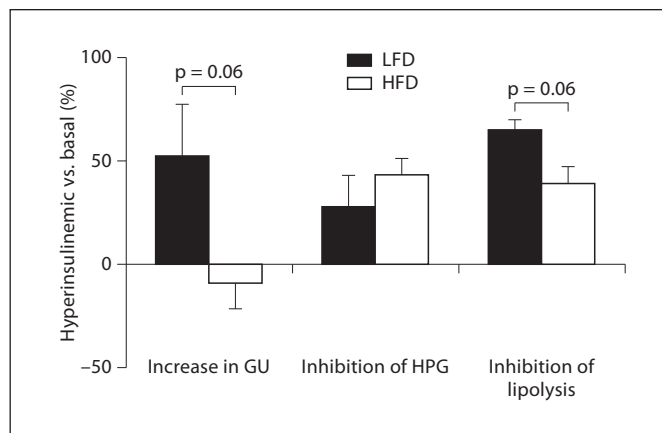 Hyperinsulinemic vs. basal (%)
100
50
0
–50
LFD
HFD
p = 0.06
p = 0.06
Increase in GU
Inhibition of HPG
Inhibition of
lipolysis